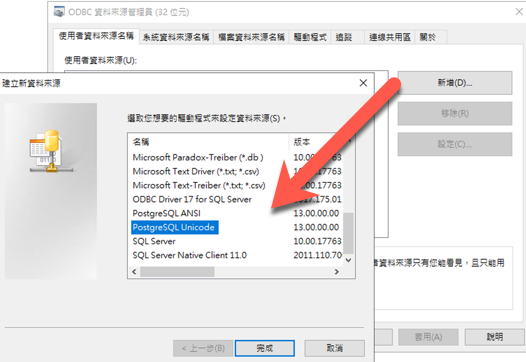 ODBC 資料來源管理員 (32 位元)
使用者資料來源名稱 系統資料來源名稱 檔案資料來源名稱 驅動程式 追蹤 連線共用區 關於
使用者資料來源(U):
新增(D)...
移除(R)
設定(C)...
建立新資料來源
選取您想要的驅動程式來設定資料來源(S)。
名稱 版本
Microsoft Paradox-Treiber (*.db ) 10.00.17763
Microsoft Text Driver (*.txt; *.csv) 10.00.17763
Microsoft Text-Treiber (*.txt; *.csv) .00.17763
ODBC Driver 17 for SQL Server .175.01
PostgreSQL ANSI 13.00.00.00
PostgreSQL Unicode 13.00.00.00
SQL Server 10.00.17763
SQL Server Native Client 11.0 2011.110.70
資料來源只有您能看見，且只能用
< 上一步(B) 完成 取消
套用(A) 說明